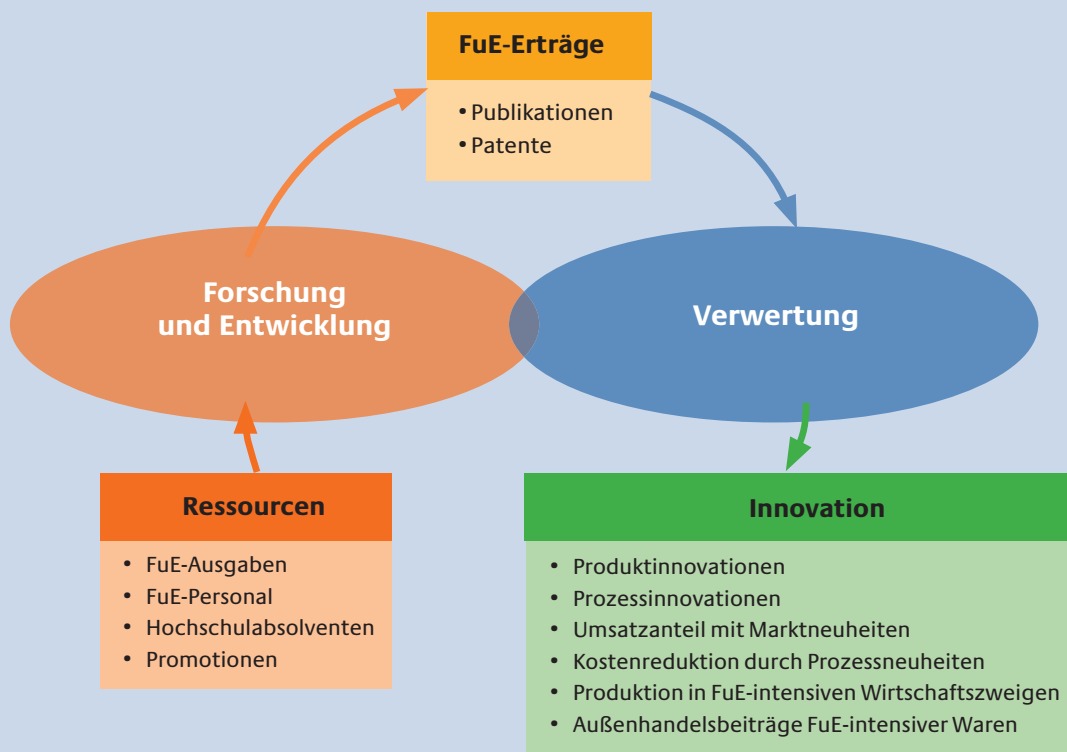 FuE-Erträge
• Publikationen
• Patente
Forschung
und Entwicklung
Verwertung
Ressourcen
• FuE-Ausgaben
• FuE-Personal
• Hochschulabsolventen
• Promotionen
Innovation
• Produktinnovationen
• Prozessinnovationen
• Umsatzanteil mit Marktneuheiten
• Kostenreduktion durch Prozessneuheiten
• Produktion in FuE-intensiven Wirtschaftszweigen
• Außenhandelsbeiträge FuE-intensiver Waren